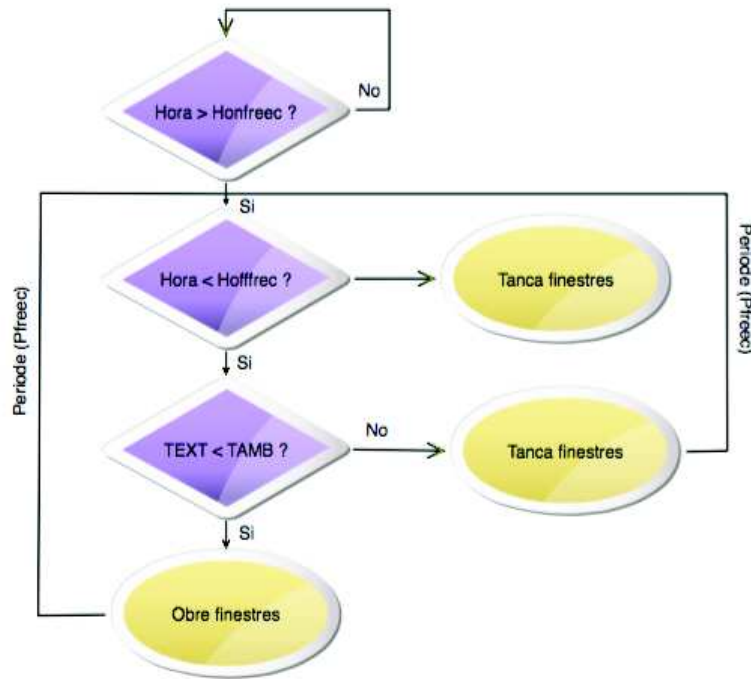 Hora > Honfreec ?
No
Si
Hora < Hofffrec ?
Tanca finestres
Periode (Pfreec)
Periode (Pfreec)
Si
TEXT < TAMB ?
No
Tanca finestres
Si
Obre finestres